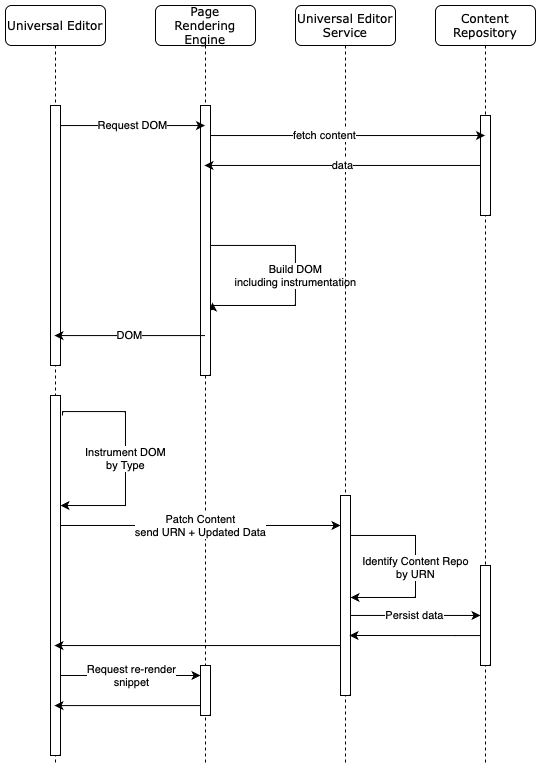 Universal Editor
Page
Rendering
Engine
Universal Editor
Service
Content
Repository
Request DOM
fetch content
data
Build DOM
including instrumentation
DOM
Instrument DOM
by Type
Patch Content
send URN + Updated Data
Identify Content Repo
by URN
Persist data
Request re-render
snippet